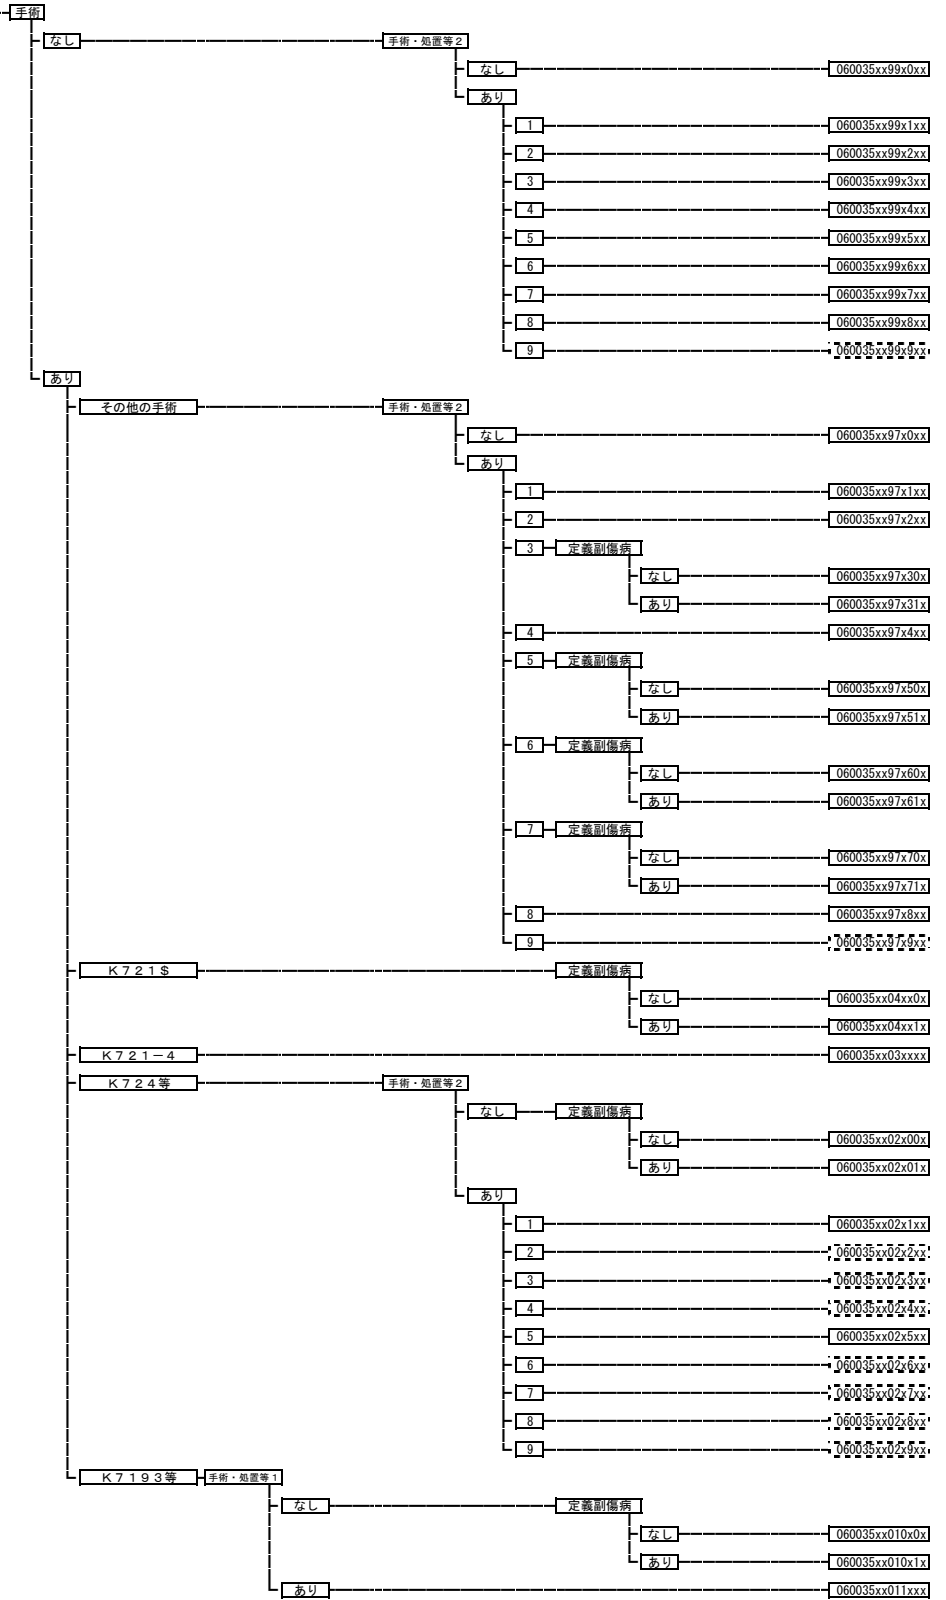 手術
なし 手術・処置等２
なし 060035xx99x0xx
あり
1 060035xx99x1xx
2 060035xx99x2xx
3 060035xx99x3xx
4 060035xx99x4xx
5 060035xx99x5xx
6 060035xx99x6xx
7 060035xx99x7xx
8 060035xx99x8xx
9 060035xx99x9xx
あり
その他の手術 手術・処置等２
なし 060035xx97x0xx
あり
1 060035xx97x1xx
2 060035xx97x2xx
3 定義副傷病
なし 060035xx97x30x
あり 060035xx97x31x
4 060035xx97x4xx
5 定義副傷病
なし 060035xx97x50x
あり 060035xx97x51x
6 定義副傷病
なし 060035xx97x60x
あり 060035xx97x61x
7 定義副傷病
なし 060035xx97x70x
あり 060035xx97x71x
8 060035xx97x8xx
9 060035xx97x9xx
Ｋ７２１＄ 定義副傷病
なし 060035xx04xx0x
あり 060035xx04xx1x
Ｋ７２１－４ 060035xx03xxxx
Ｋ７２４等 手術・処置等２
なし 定義副傷病
なし 060035xx02x00x
あり 060035xx02x01x
あり
1 060035xx02x1xx
2 060035xx02x2xx
3 060035xx02x3xx
4 060035xx02x4xx
5 060035xx02x5xx
6 060035xx02x6xx
7 060035xx02x7xx
8 060035xx02x8xx
9 060035xx02x9xx
Ｋ７１９３等 手術・処置等１
なし 定義副傷病
なし 060035xx010x0x
あり 060035xx010x1x
あり 060035xx011xxx